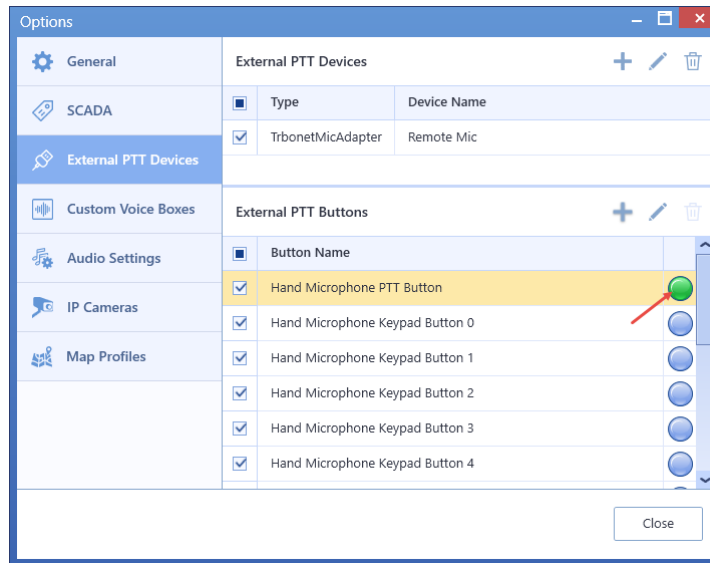 Options
General
SCADA
External PTT Devices
Custom Voice Boxes
Audio Settings
IP Cameras
Map Profiles
External PTT Devices
Type Device Name
TrbonetMicAdapter Remote Mic
External PTT Buttons
Button Name
Hand Microphone PTT Button
Hand Microphone Keypad Button 0
Hand Microphone Keypad Button 1
Hand Microphone Keypad Button 2
Hand Microphone Keypad Button 3
Hand Microphone Keypad Button 4
Close